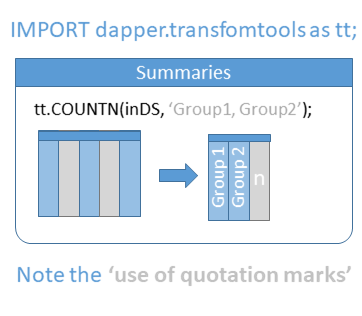 IMPORT dapper.transfomtools as tt;
Summaries
tt.COUNTN(inDS, ‘Group1, Group2’);
Group 1
Group 2
n
Note the ‘use of quotation marks’